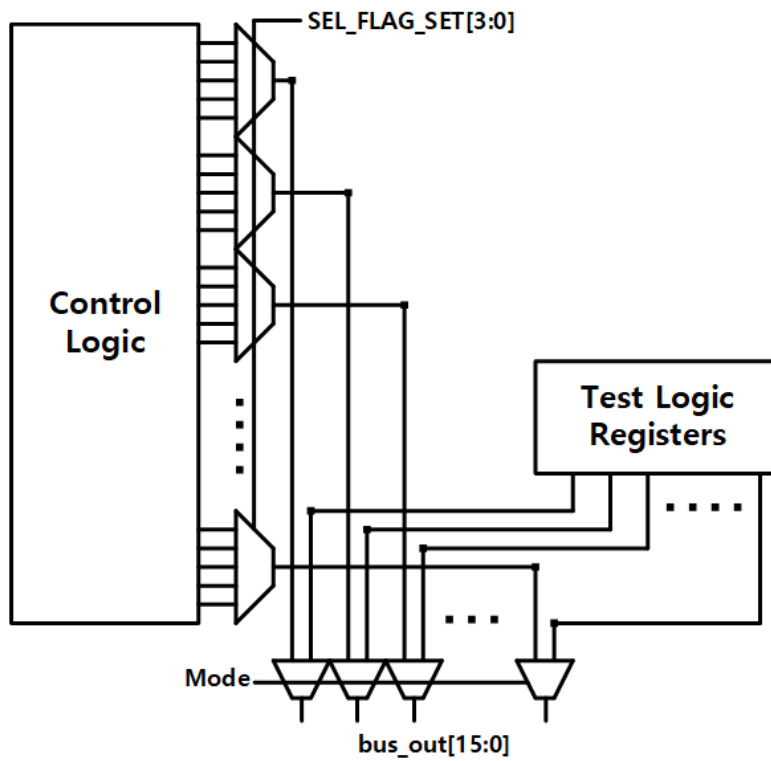 SEL_FLAG_SET[3:0]
Control
Logic
Test Logic
Registers
Mode
bus_out[15:0]